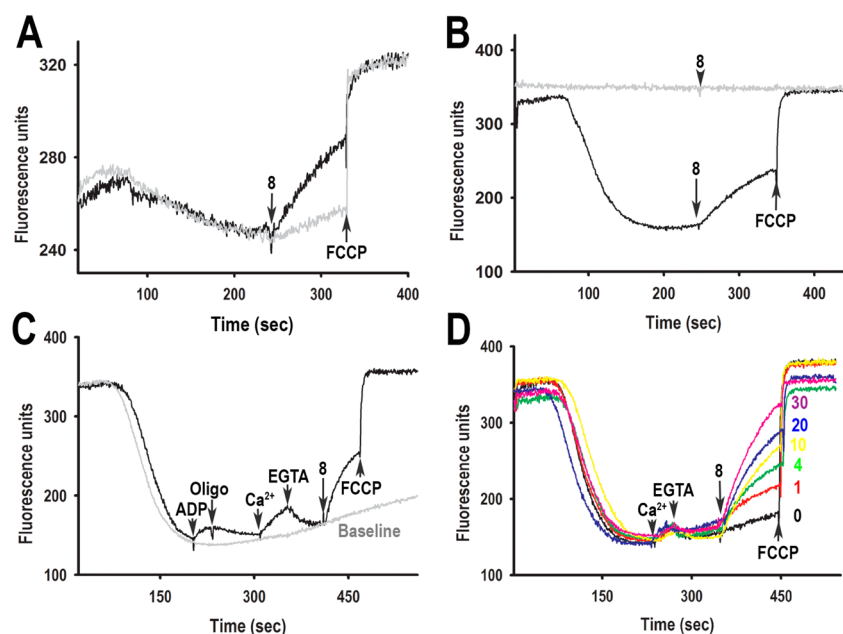 A
Fluorescence units
320
280
240
8
FCCP
100
200
300
400
Time (sec)
B
Fluorescence units
400
300
200
100
8
8
FCCP
100
200
300
400
Time (sec)
C
Fluorescence units
400
300
200
100
ADP
Oligo
Ca²⁺
EGTA
8
FCCP
Baseline
150
300
450
Time (sec)
D
Fluorescence units
400
300
200
100
Ca²⁺
EGTA
8
30
20
10
4
1
0
FCCP
150
300
450
Time (sec)